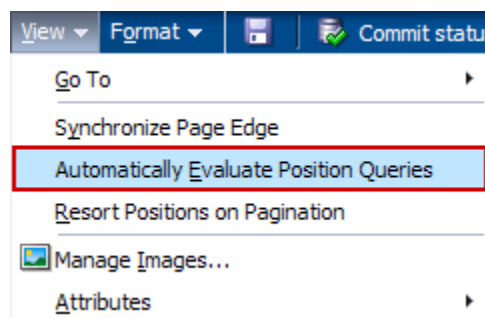 View Format Commit statu
Go To
Synchronize Page Edge
Automatically Evaluate Position Queries
Resort Positions on Pagination
Manage Images...
Attributes